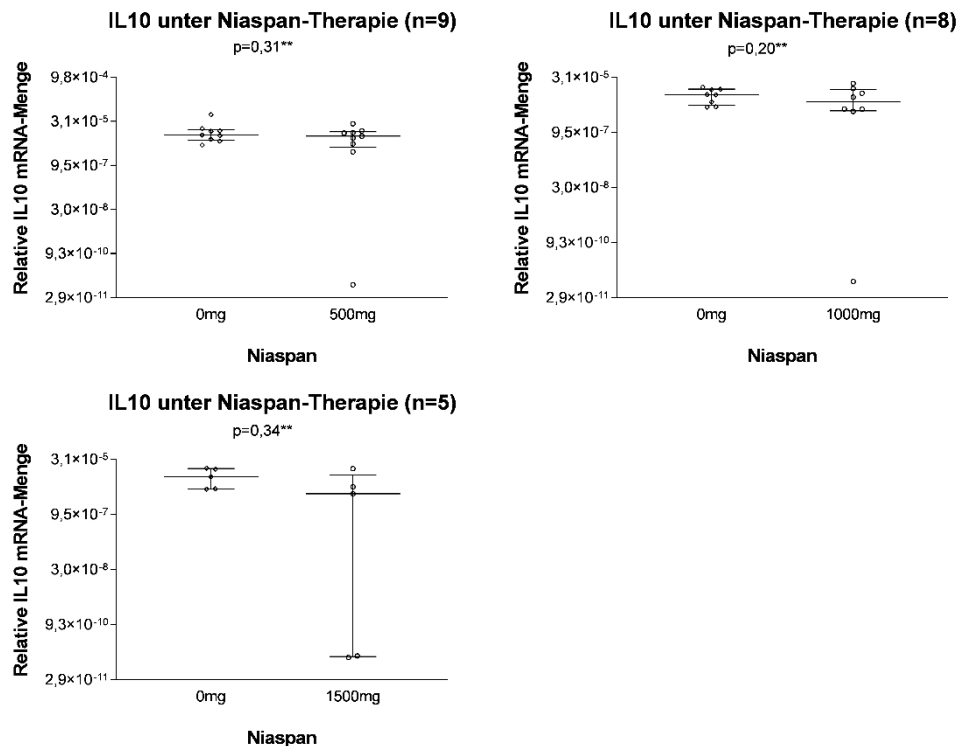 IL10 unter Niaspan-Therapie (n=9)
p=0,31**
Relative IL10 mRNA-Menge
9,8×10⁻⁴
3,1×10⁻⁵
9,5×10⁻⁷
3,0×10⁻⁸
9,3×10⁻¹⁰
2,9×10⁻¹¹
0mg 500mg
Niaspan
IL10 unter Niaspan-Therapie (n=8)
p=0,20**
Relative IL10 mRNA-Menge
3,1×10⁻⁵
9,5×10⁻⁷
3,0×10⁻⁸
9,3×10⁻¹⁰
2,9×10⁻¹¹
0mg 1000mg
Niaspan
IL10 unter Niaspan-Therapie (n=5)
p=0,34**
Relative IL10 mRNA-Menge
3,1×10⁻⁵
9,5×10⁻⁷
3,0×10⁻⁸
9,3×10⁻¹⁰
2,9×10⁻¹¹
0mg 1500mg
Niaspan